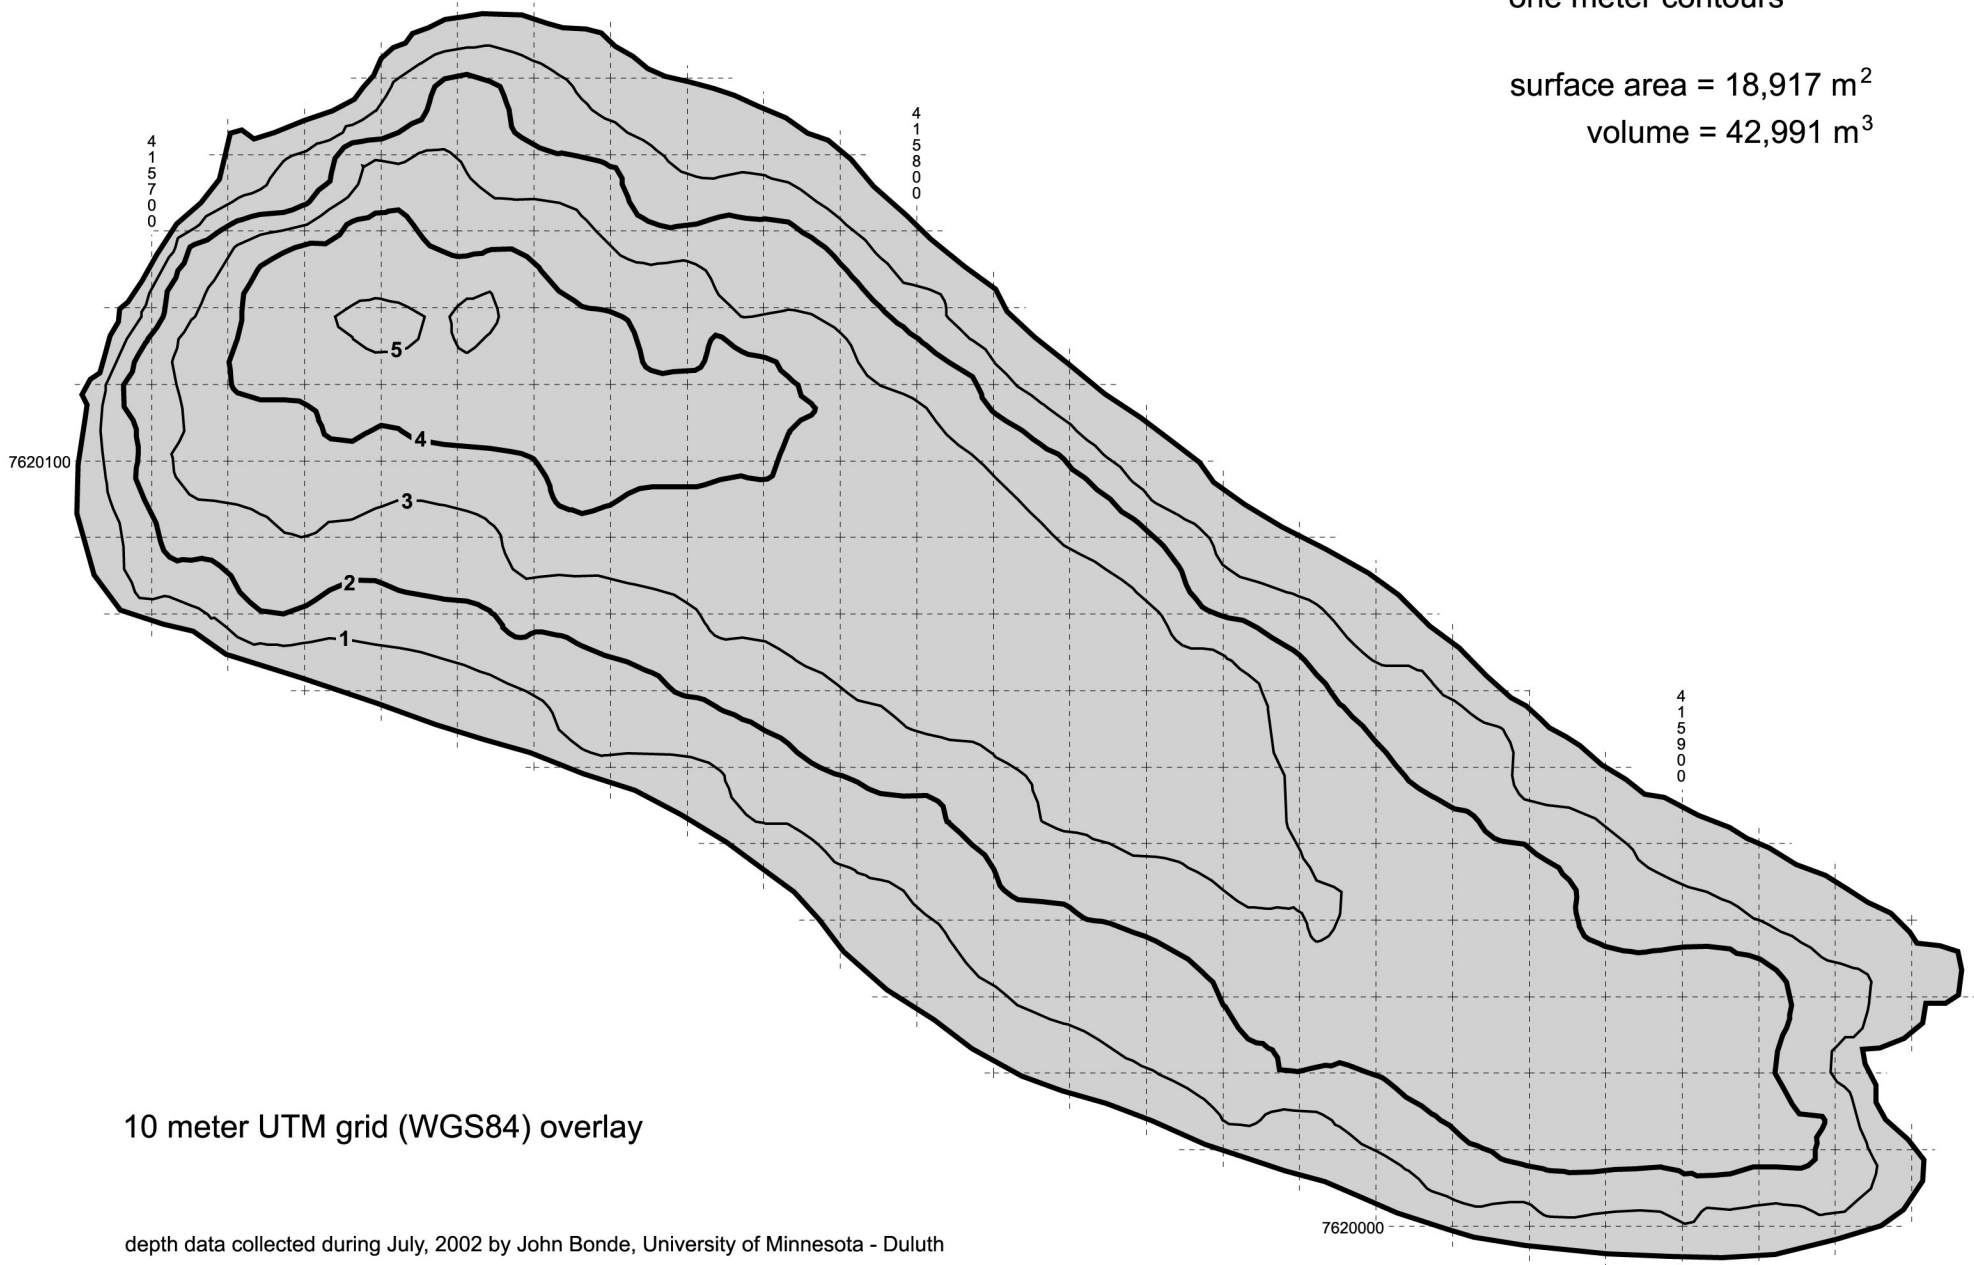 one meter contours
surface area = 18,917 m²
volume = 42,991 m³
415700
415800
5
4
7620100
3
2
1
415900
10 meter UTM grid (WGS84) overlay
7620000
depth data collected during July, 2002 by John Bonde, University of Minnesota - Duluth